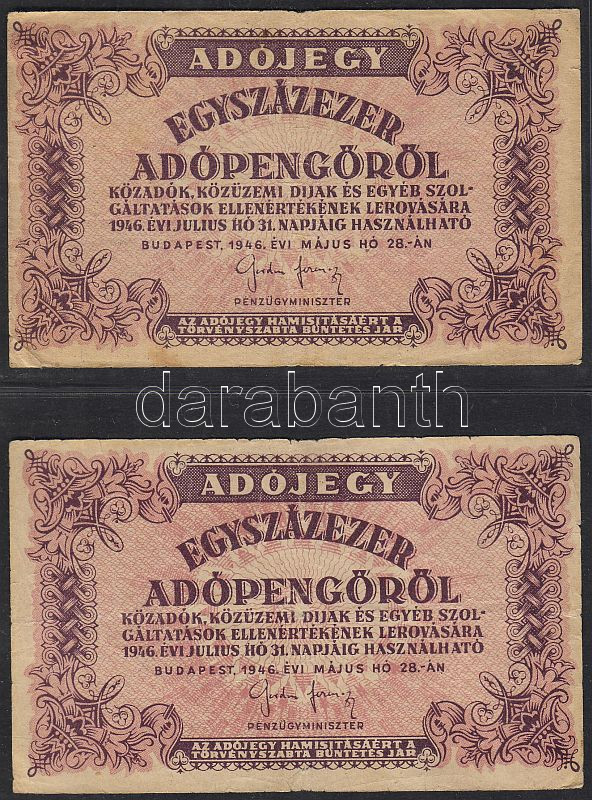 ADÓJEGY
EGYSZÁZEZER
ADÓPENGŐRŐL
KÖZADÓK, KÖZÜZEMI DIJAK ÉS EGYÉB SZOL-
GÁLTATÁSOK ELLENÉRTÉKÉNEK LEROVÁSÁRA
1946. ÉVI JULIUS HÓ 31. NAPJÁIG HASZNÁLHATÓ
BUDAPEST, 1946. ÉVI MÁJUS HÓ 28.-ÁN
PÉNZÜGYMINISZTER
AZ ADÓJEGY HAMISITÁSAÉRT A
TÖRVÉNYSZABTA BÜNTETÉS JÁR
darabanth
ADÓJEGY
EGYSZÁZEZER
ADÓPENGŐRŐL
KÖZADÓK, KÖZÜZEMI DIJAK ÉS EGYÉB SZOL-
GÁLTATÁSOK ELLENÉRTÉKÉNEK LEROVÁSÁRA
1946. ÉVI JULIUS HÓ 31. NAPJÁIG HASZNÁLHATÓ
BUDAPEST, 1946. ÉVI MÁJUS HÓ 28.-ÁN
PÉNZÜGYMINISZTER
AZ ADÓJEGY HAMISITÁSAÉRT A
TÖRVÉNYSZABTA BÜNTETÉS JÁR